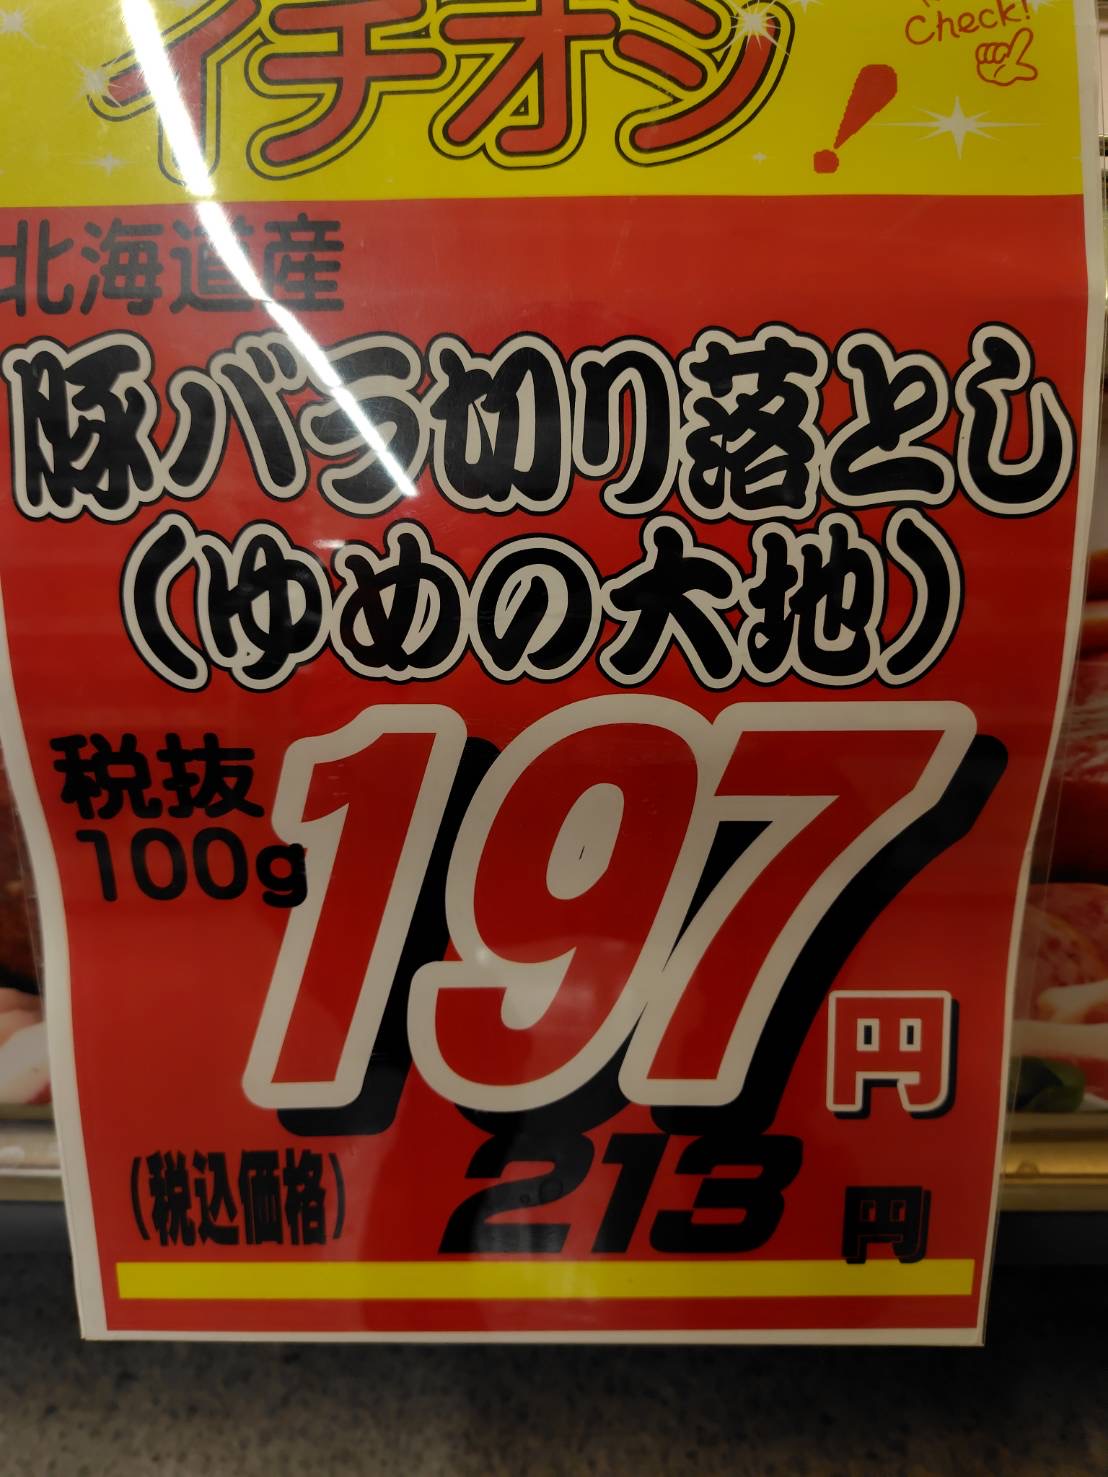 Check!
イチオシ!
北海道産
豚バラ切り落とし
(ゆめの大地)
税抜
100g
197円
(税込価格) 213円